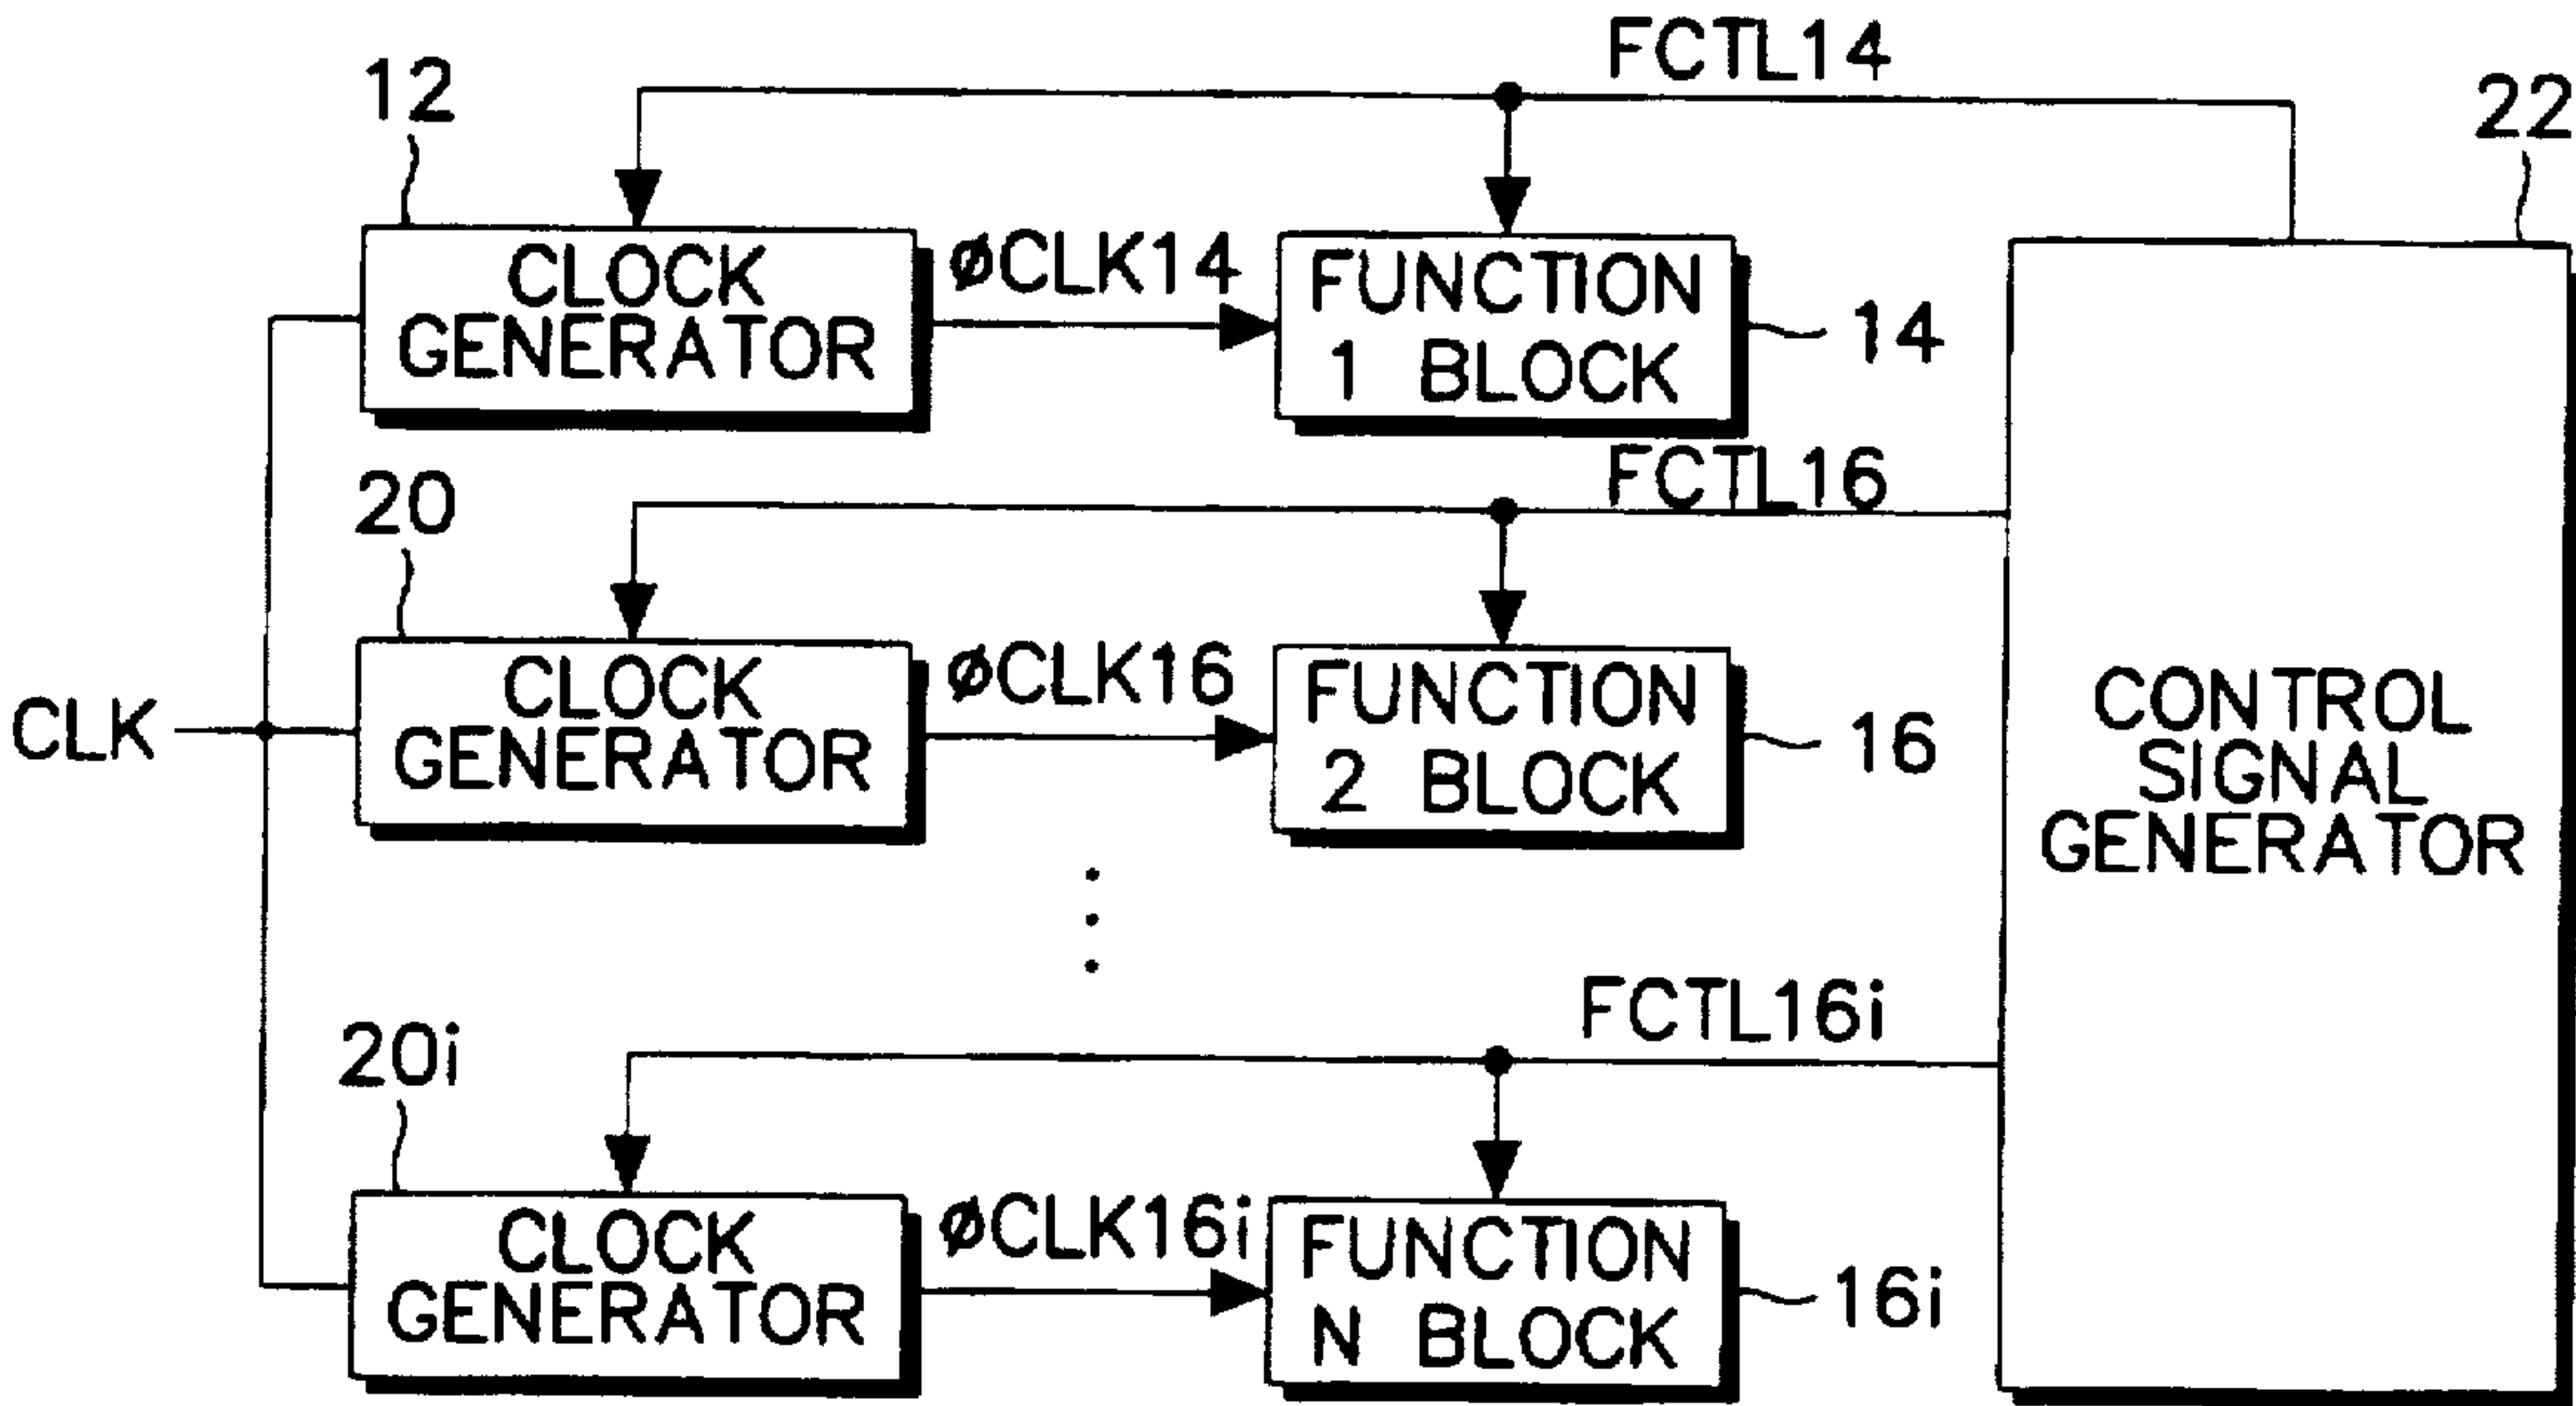 FCTL14
12
22
CLOCK
GENERATOR
øCLK14
FUNCTION
1 BLOCK
14
FCTL16
20
CLK
CLOCK
GENERATOR
øCLK16
FUNCTION
2 BLOCK
16
CONTROL
SIGNAL
GENERATOR
FCTL16i
20i
CLOCK
GENERATOR
øCLK16i
FUNCTION
N BLOCK
16i